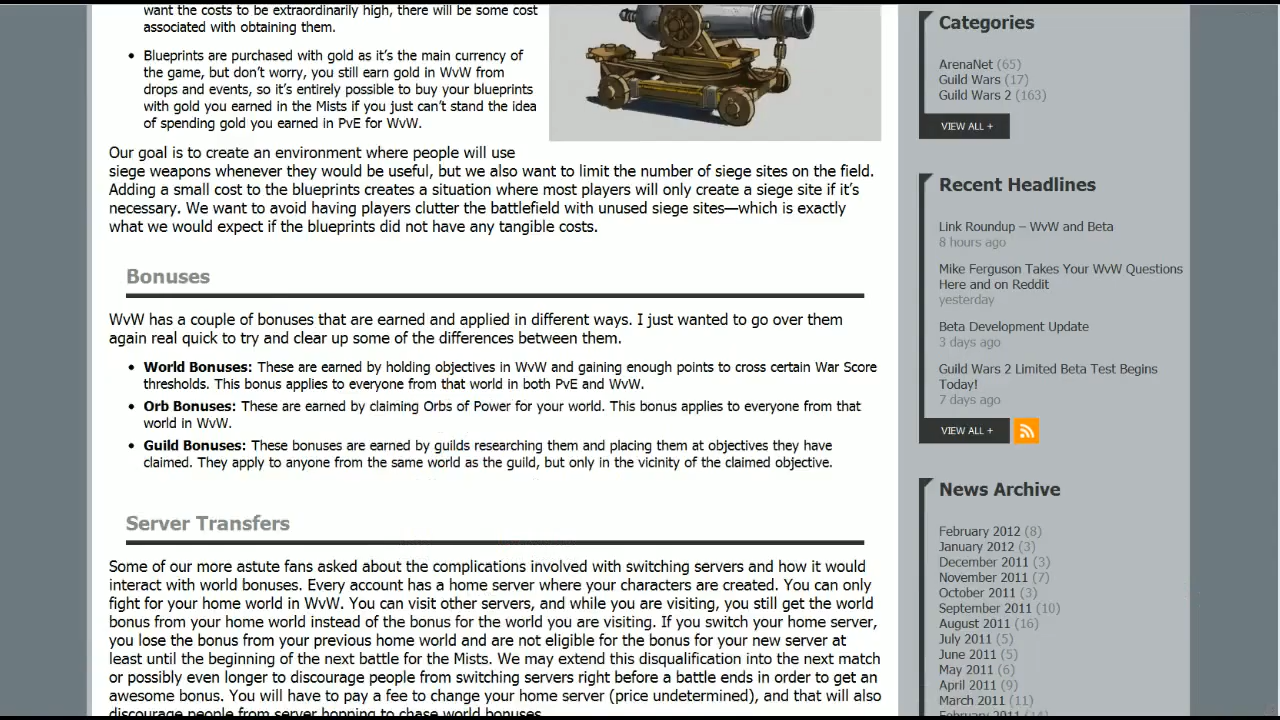 want the costs to be extraordinarily high, there will be some cost
associated with obtaining them.
Blueprints are purchased with gold as it's the main currency of
the game, but don't worry, you still earn gold in WvW from
drops and events, so it's entirely possible to buy your blueprints
with gold you earned in the Mists if you just can't stand the idea
of spending gold you earned in PvE for WvW.
Our goal is to create an environment where people will use
siege weapons whenever they would be useful, but we also want to limit the number of siege sites on the field.
Adding a small cost to the blueprints creates a situation where most players will only create a siege site if it's
necessary. We want to avoid having players clutter the battlefield with unused siege sites—which is exactly
what we would expect if the blueprints did not have any tangible costs.
Bonuses
WvW has a couple of bonuses that are earned and applied in different ways. I just wanted to go over them
again real quick to try and clear up some of the differences between them.
World Bonuses: These are earned by holding objectives in WvW and gaining enough points to cross certain War Score
thresholds. This bonus applies to everyone from that world in both PvE and WvW.
Orb Bonuses: These are earned by claiming Orbs of Power for your world. This bonus applies to everyone from that
world in WvW.
Guild Bonuses: These bonuses are earned by guilds researching them and placing them at objectives they have
claimed. They apply to anyone from the same world as the guild, but only in the vicinity of the claimed objective.
Server Transfers
Some of our more astute fans asked about the complications involved with switching servers and how it would
interact with world bonuses. Every account has a home server where your characters are created. You can only
fight for your home world in WvW. You can visit other servers, and while you are visiting, you still get the world
bonus from your home world instead of the bonus for the world you are visiting. If you switch your home server,
you lose the bonus from your previous home world and are not eligible for the bonus for your new server at
least until the beginning of the next battle for the Mists. We may extend this disqualification into the next match
or possibly even longer to discourage people from switching servers right before a battle ends in order to get an
awesome bonus. You will have to pay a fee to change your home server (price undetermined), and that will also
discourage people from server hopping to chase world bonuses.
Categories
ArenaNet (65)
Guild Wars (17)
Guild Wars 2 (163)
VIEW ALL +
Recent Headlines
Link Roundup – WvW and Beta
8 hours ago
Mike Ferguson Takes Your WvW Questions
Here and on Reddit
yesterday
Beta Development Update
3 days ago
Guild Wars 2 Limited Beta Test Begins
Today!
7 days ago
VIEW ALL +
News Archive
February 2012 (8)
January 2012 (3)
December 2011 (3)
November 2011 (7)
October 2011 (3)
September 2011 (10)
August 2011 (16)
July 2011 (5)
June 2011 (5)
May 2011 (6)
April 2011 (9)
March 2011 (11)
February 2011 (14)